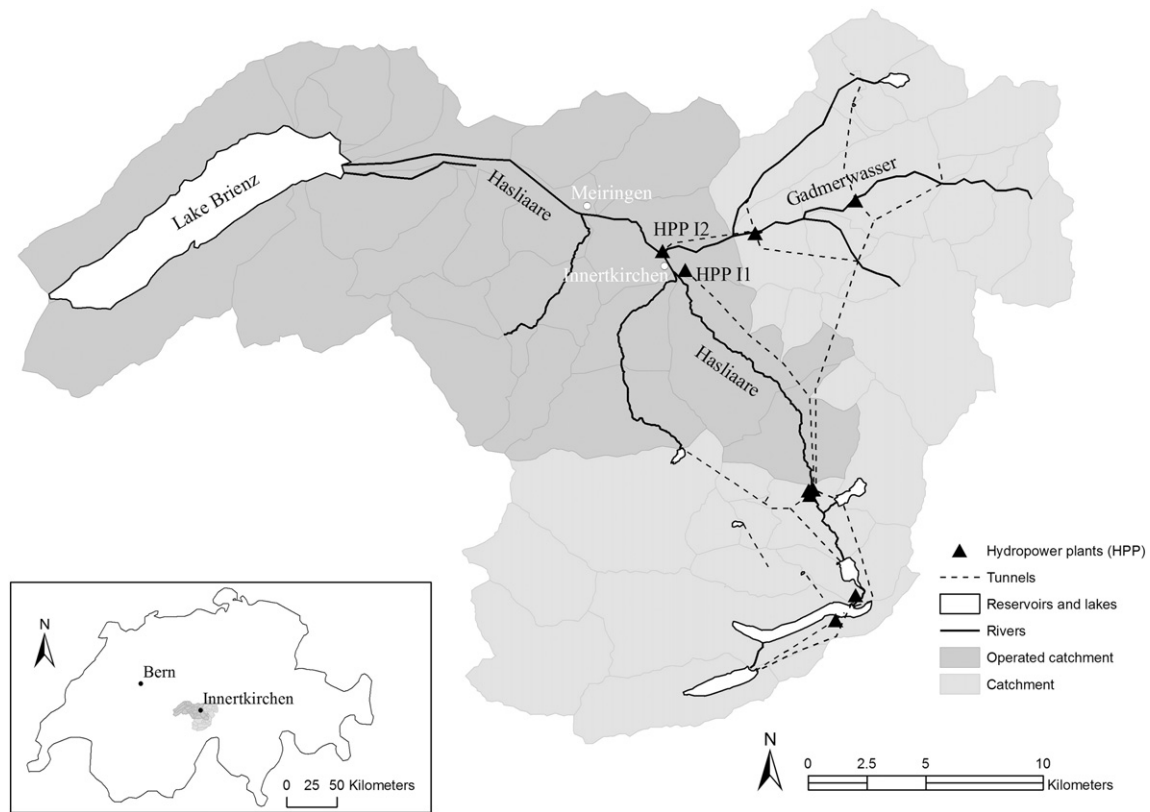 Lake Brienz
Hasliaare
Meiringen
Gadmerwasser
HPP I2
Innertkirchen
HPP I1
Hasliaare
Hydropower plants (HPP)
Tunnels
Reservoirs and lakes
Rivers
Operated catchment
Catchment
N
0 2.5 5 10
Kilometers
N
Bern
Innertkirchen
0 25 50
Kilometers